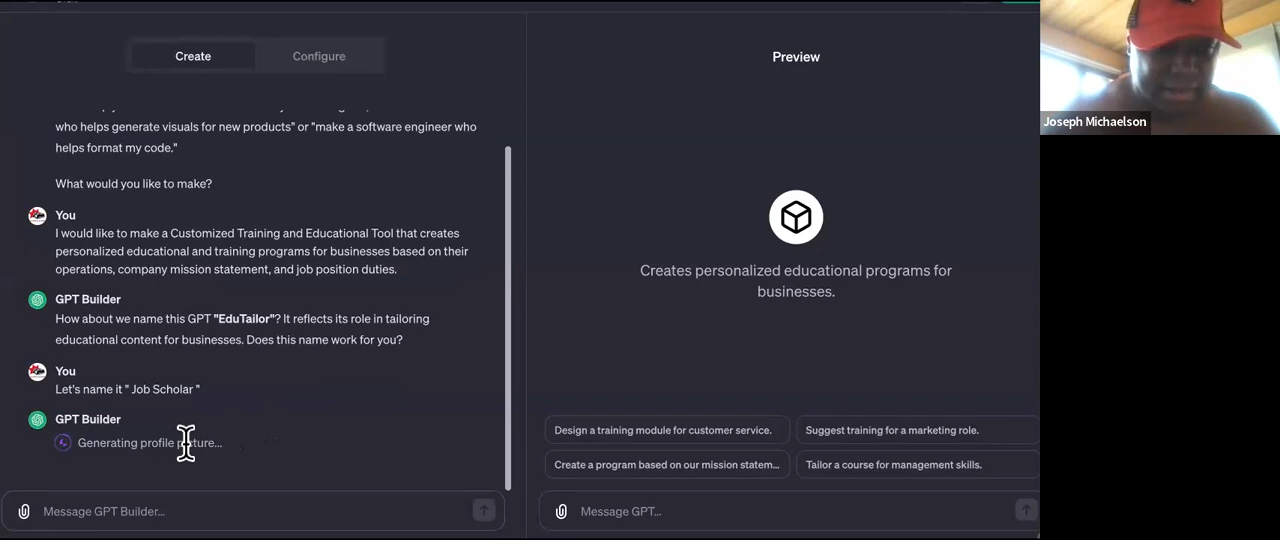 Create
Configure
who helps generate visuals for new products" or "make a software engineer who
helps format my code."
What would you like to make?
You
I would like to make a Customized Training and Educational Tool that creates
personalized educational and training programs for businesses based on their
operations, company mission statement, and job position duties.
GPT Builder
How about we name this GPT "EduTailor"? It reflects its role in tailoring
educational content for businesses. Does this name work for you?
You
Let's name it " Job Scholar "
GPT Builder
Generating profile picture...
Message GPT Builder...
Preview
Creates personalized educational programs for
businesses.
Design a training module for customer service.
Suggest training for a marketing role.
Create a program based on our mission statem...
Tailor a course for management skills.
Message GPT...
Joseph Michaelson